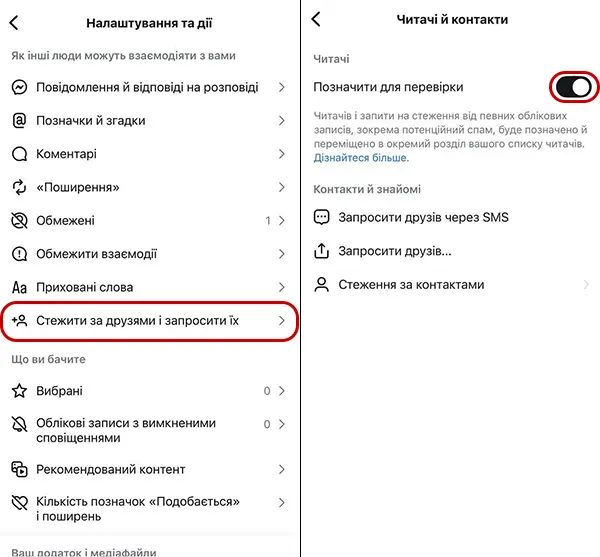 Налаштування та дії
Як інші люди можуть взаємодіяти з вами
Повідомлення й відповіді на розповіді
Позначки й згадки
Коментарі
«Поширення»
Обмежені 1
Обмежити взаємодії
Aa Приховані слова
Стежити за друзями і запросити їх
Що ви бачите
Вибрані 0
Облікові записи з вимкненими 0
сповіщеннями
Рекомендований контент
Кількість позначок «Подобається»
і поширень
Ваш додаток і медіафайли
Читачі й контакти
Читачі
Позначити для перевірки
Читачів і запити на стеження від певних облікових
записів, зокрема потенційний спам, буде позначено й
переміщено в окремий розділ вашого списку читачів.
Дізнайтеся більше.
Контакти й знайомі
Запросити друзів через SMS
Запросити друзів...
Стеження за контактами